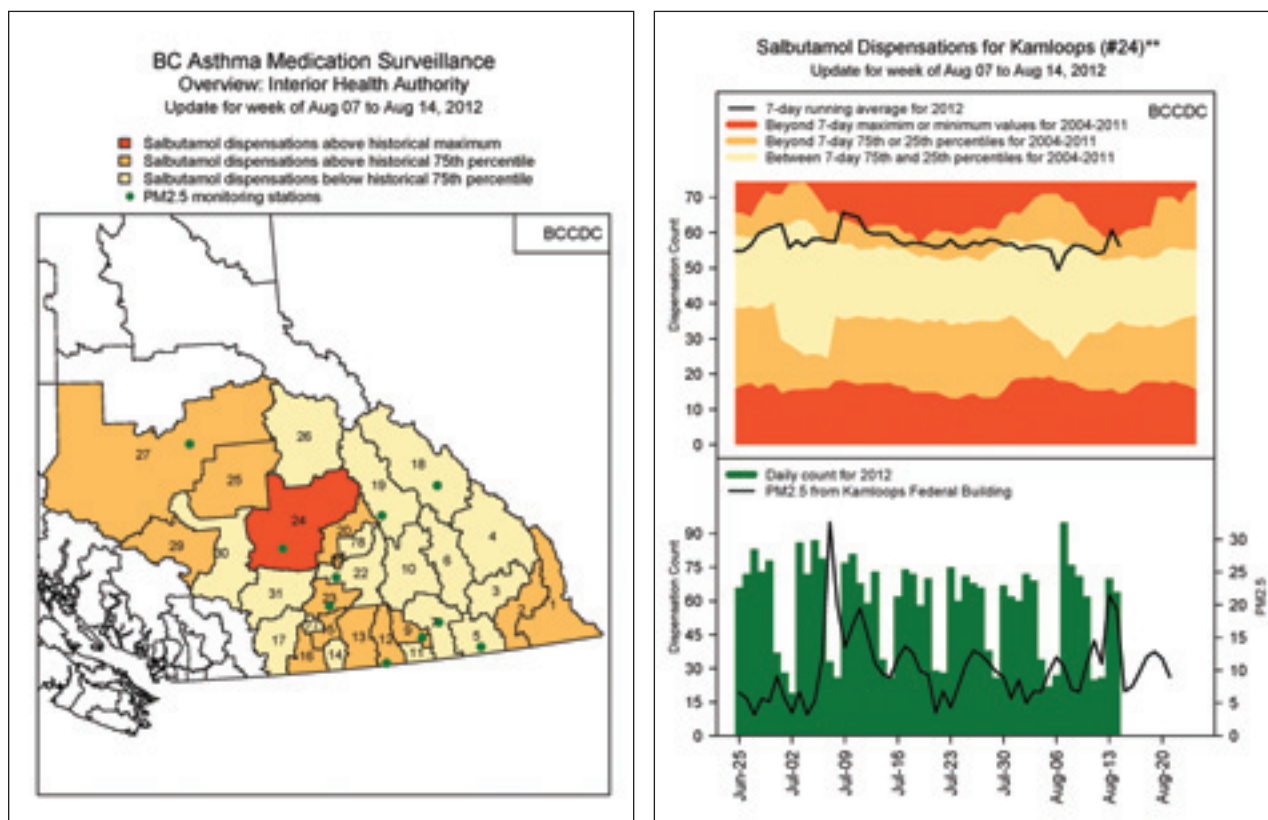 BC Asthma Medication Surveillance
Overview: Interior Health Authority
Update for week of Aug 07 to Aug 14, 2012
Salbutamol dispensations above historical maximum
Salbutamol dispensations above historical 75th percentile
Salbutamol dispensations below historical 75th percentile
PM2.5 monitoring stations
BCCDC
26
27
18
25
19
24
20
78
4
29
30
22
10
6
31
23
3
2
1
17
13
12
9
5
16
14
11
Salbutamol Dispensations for Kamloops (#24)**
Update for week of Aug 07 to Aug 14, 2012
7-day running average for 2012
BCCDC
Beyond 7-day maximim or minimum values for 2004-2011
Beyond 7-day 75th or 25th percentiles for 2004-2011
Between 7-day 75th and 25th percentiles for 2004-2011
Dispensation Count
70
60
50
40
30
20
10
0
Daily count for 2012
PM2.5 from Kamloops Federal Building
Dispensation Count
90
75
60
45
30
15
0
30
25
20
15
10
5
0
PM2.5
Jun-25
Jul-02
Jul-09
Jul-16
Jul-23
Jul-30
Aug-06
Aug-13
Aug-20